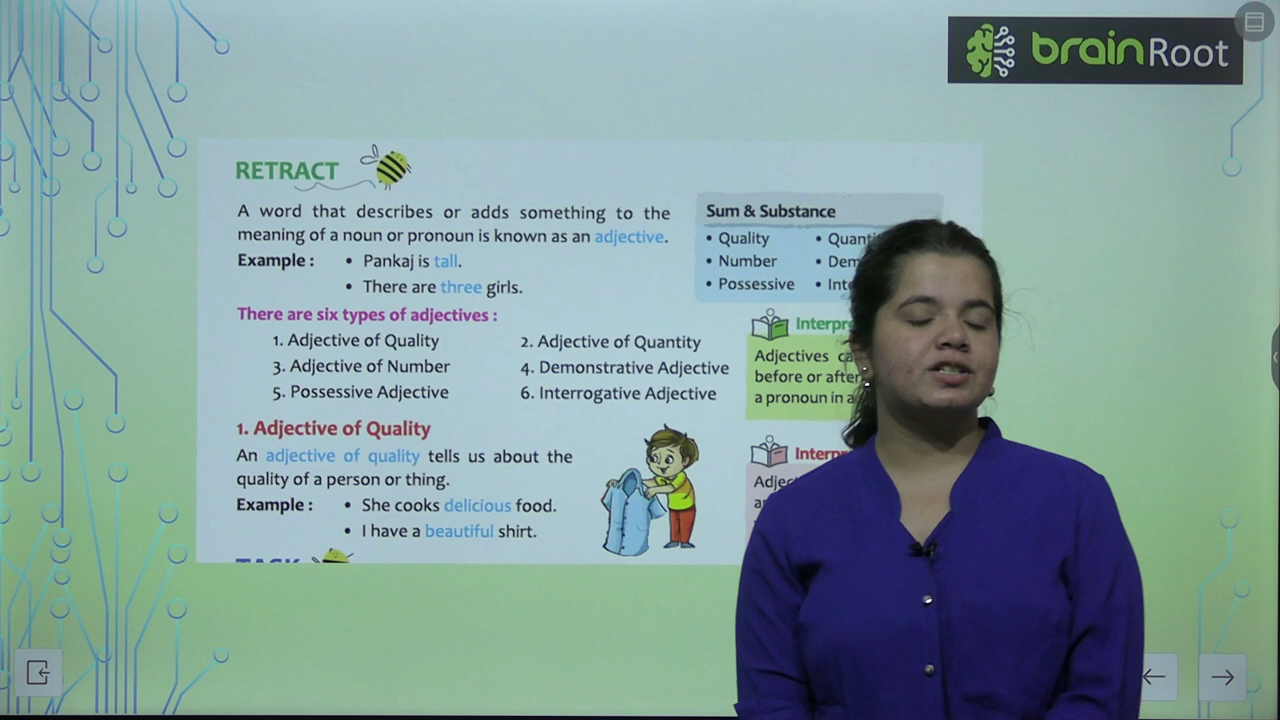 brainRoot
RETRACT
A word that describes or adds something to the
meaning of a noun or pronoun is known as an adjective.
Example : • Pankaj is tall.
• There are three girls.
There are six types of adjectives :
1. Adjective of Quality 2. Adjective of Quantity
3. Adjective of Number 4. Demonstrative Adjective
5. Possessive Adjective 6. Interrogative Adjective
1. Adjective of Quality
An adjective of quality tells us about the
quality of a person or thing.
Example : • She cooks delicious food.
• I have a beautiful shirt.
Sum & Substance
• Quality
• Number
• Possessive
Adjectives
before or after
a pronoun in a